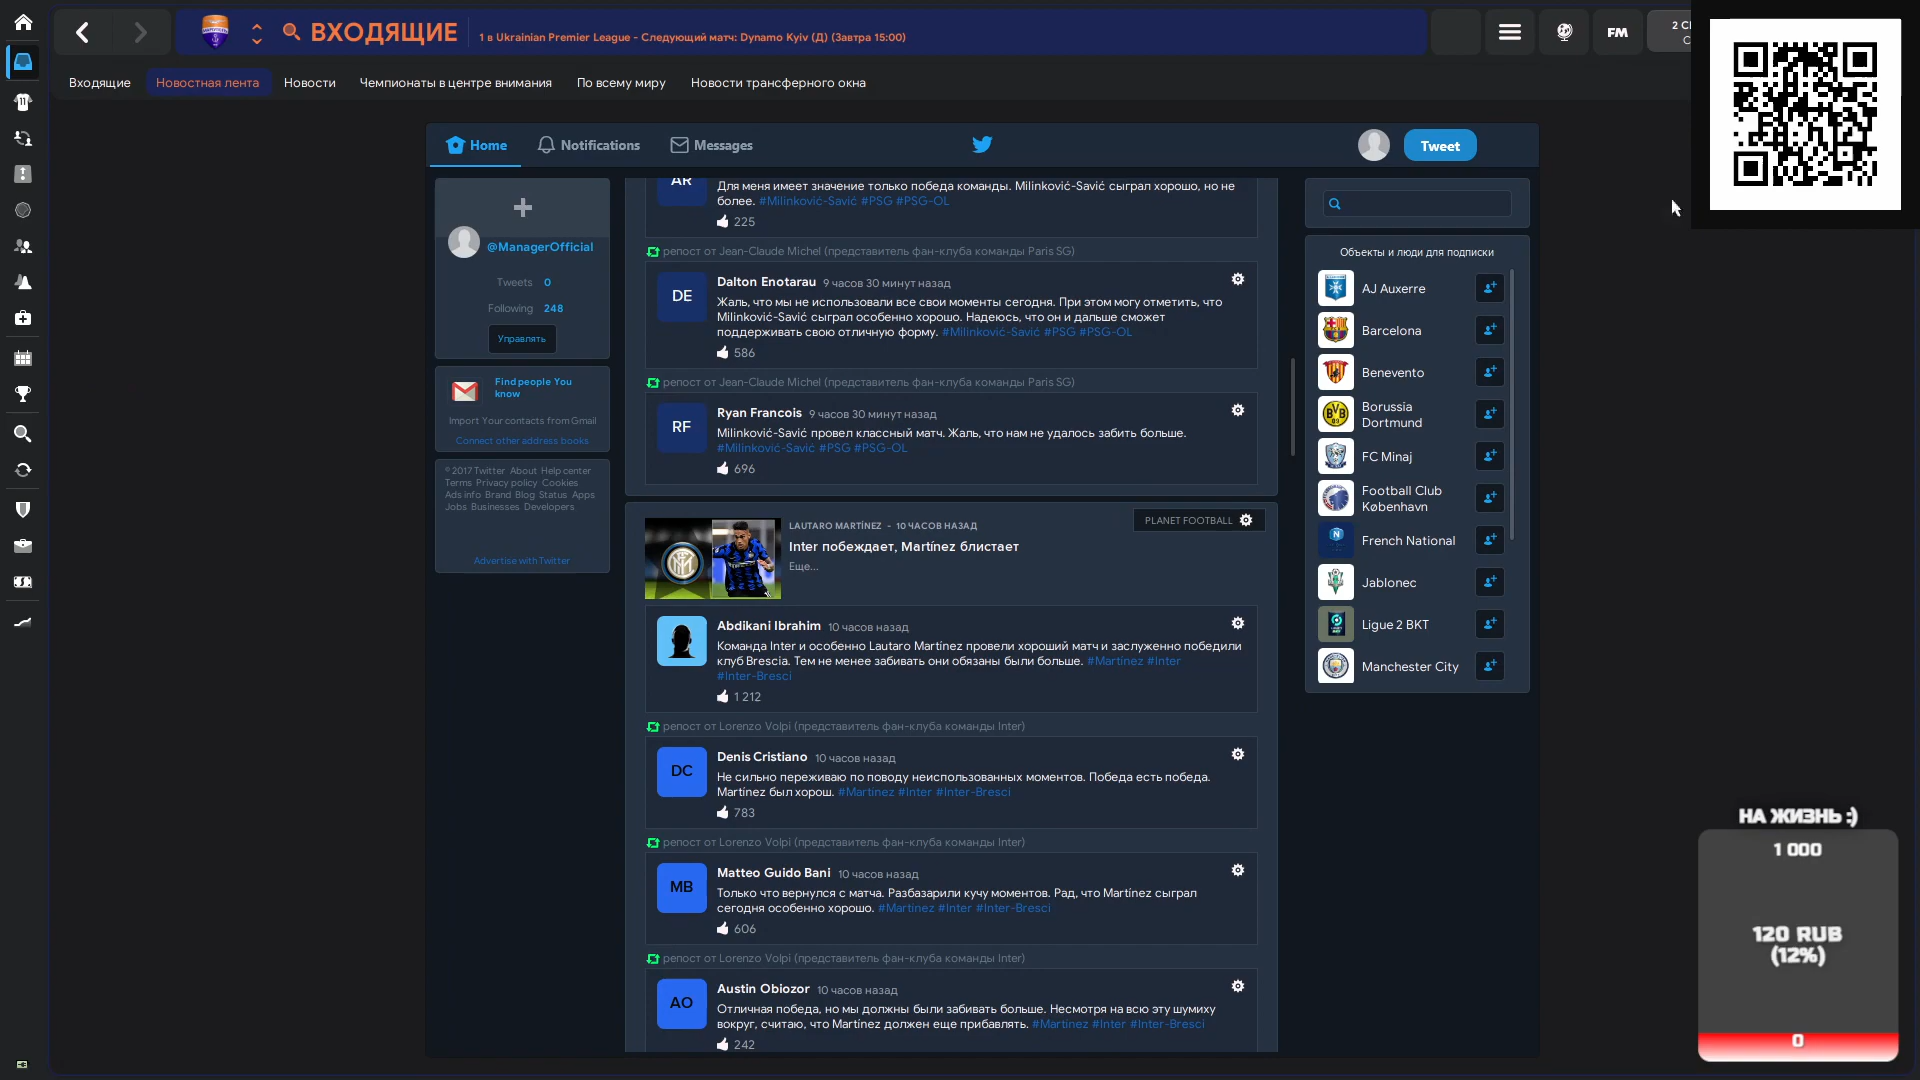 ВХОДЯЩИЕ
1 в Ukrainian Premier League - Следующий матч: Dynamo Kyiv (Д) (Завтра 15:00)
FM
Входящие
Новостная лента
Новости
Чемпионаты в центре внимания
По всему миру
Новости трансферного окна
Home
Notifications
Messages
Tweet
@ManagerOfficial
Tweets 0
Following 248
Управлять
Find people You
know
Import Your contacts from Gmail
Connect other address books
© 2017 Twitter About Help center
Terms Privacy policy Cookies
Ads info Brand Blog Status Apps
Jobs Businesses Developers
Advertise with Twitter
AR
Для меня имеет значение только победа команды. Milinković-Savić сыграл хорошо, но не
более. #Milinković-Savić #PSG #PSG-OL
225
репост от Jean-Claude Michel (представитель фан-клуба команды Paris SG)
DE
Dalton Enotarau 9 часов 30 минут назад
Жаль, что мы не использовали все свои моменты сегодня. При этом могу отметить, что
Milinković-Savić сыграл особенно хорошо. Надеюсь, что он и дальше сможет
поддерживать свою отличную форму. #Milinković-Savić #PSG #PSG-OL
586
репост от Jean-Claude Michel (представитель фан-клуба команды Paris SG)
RF
Ryan Francois 9 часов 30 минут назад
Milinković-Savić провел классный матч. Жаль, что нам не удалось забить больше.
#Milinković-Savić #PSG #PSG-OL
696
LAUTARO MARTÍNEZ - 10 ЧАСОВ НАЗАД
PLANET FOOTBALL
Inter побеждает, Martínez блистает
Еще...
Abdikani Ibrahim 10 часов назад
Команда Inter и особенно Lautaro Martínez провели хороший матч и заслуженно победили
клуб Brescia. Тем не менее забивать они обязаны были больше. #Martínez #Inter
#Inter-Bresci
1 212
репост от Lorenzo Volpi (представитель фан-клуба команды Inter)
DC
Denis Cristiano 10 часов назад
Не сильно переживаю по поводу неиспользованных моментов. Победа есть победа.
Martínez был хорош. #Martínez #Inter #Inter-Bresci
783
репост от Lorenzo Volpi (представитель фан-клуба команды Inter)
MB
Matteo Guido Bani 10 часов назад
Только что вернулся с матча. Разбазарили кучу моментов. Рад, что Martínez сыграл
сегодня особенно хорошо. #Martínez #Inter #Inter-Bresci
606
репост от Lorenzo Volpi (представитель фан-клуба команды Inter)
AO
Austin Obiozor 10 часов назад
Отличная победа, но мы должны были забивать больше. Несмотря на всю эту шумиху
вокруг, считаю, что Martínez должен еще прибавлять. #Martínez #Inter #Inter-Bresci
242
Объекты и люди для подписки
AJ Auxerre
Barcelona
Benevento
Borussia
Dortmund
FC Minaj
Football Club
København
French National
Jablonec
Ligue 2 BKT
Manchester City
НА ЖИЗНЬ :)
1 000
120 RUB
(12%)
0